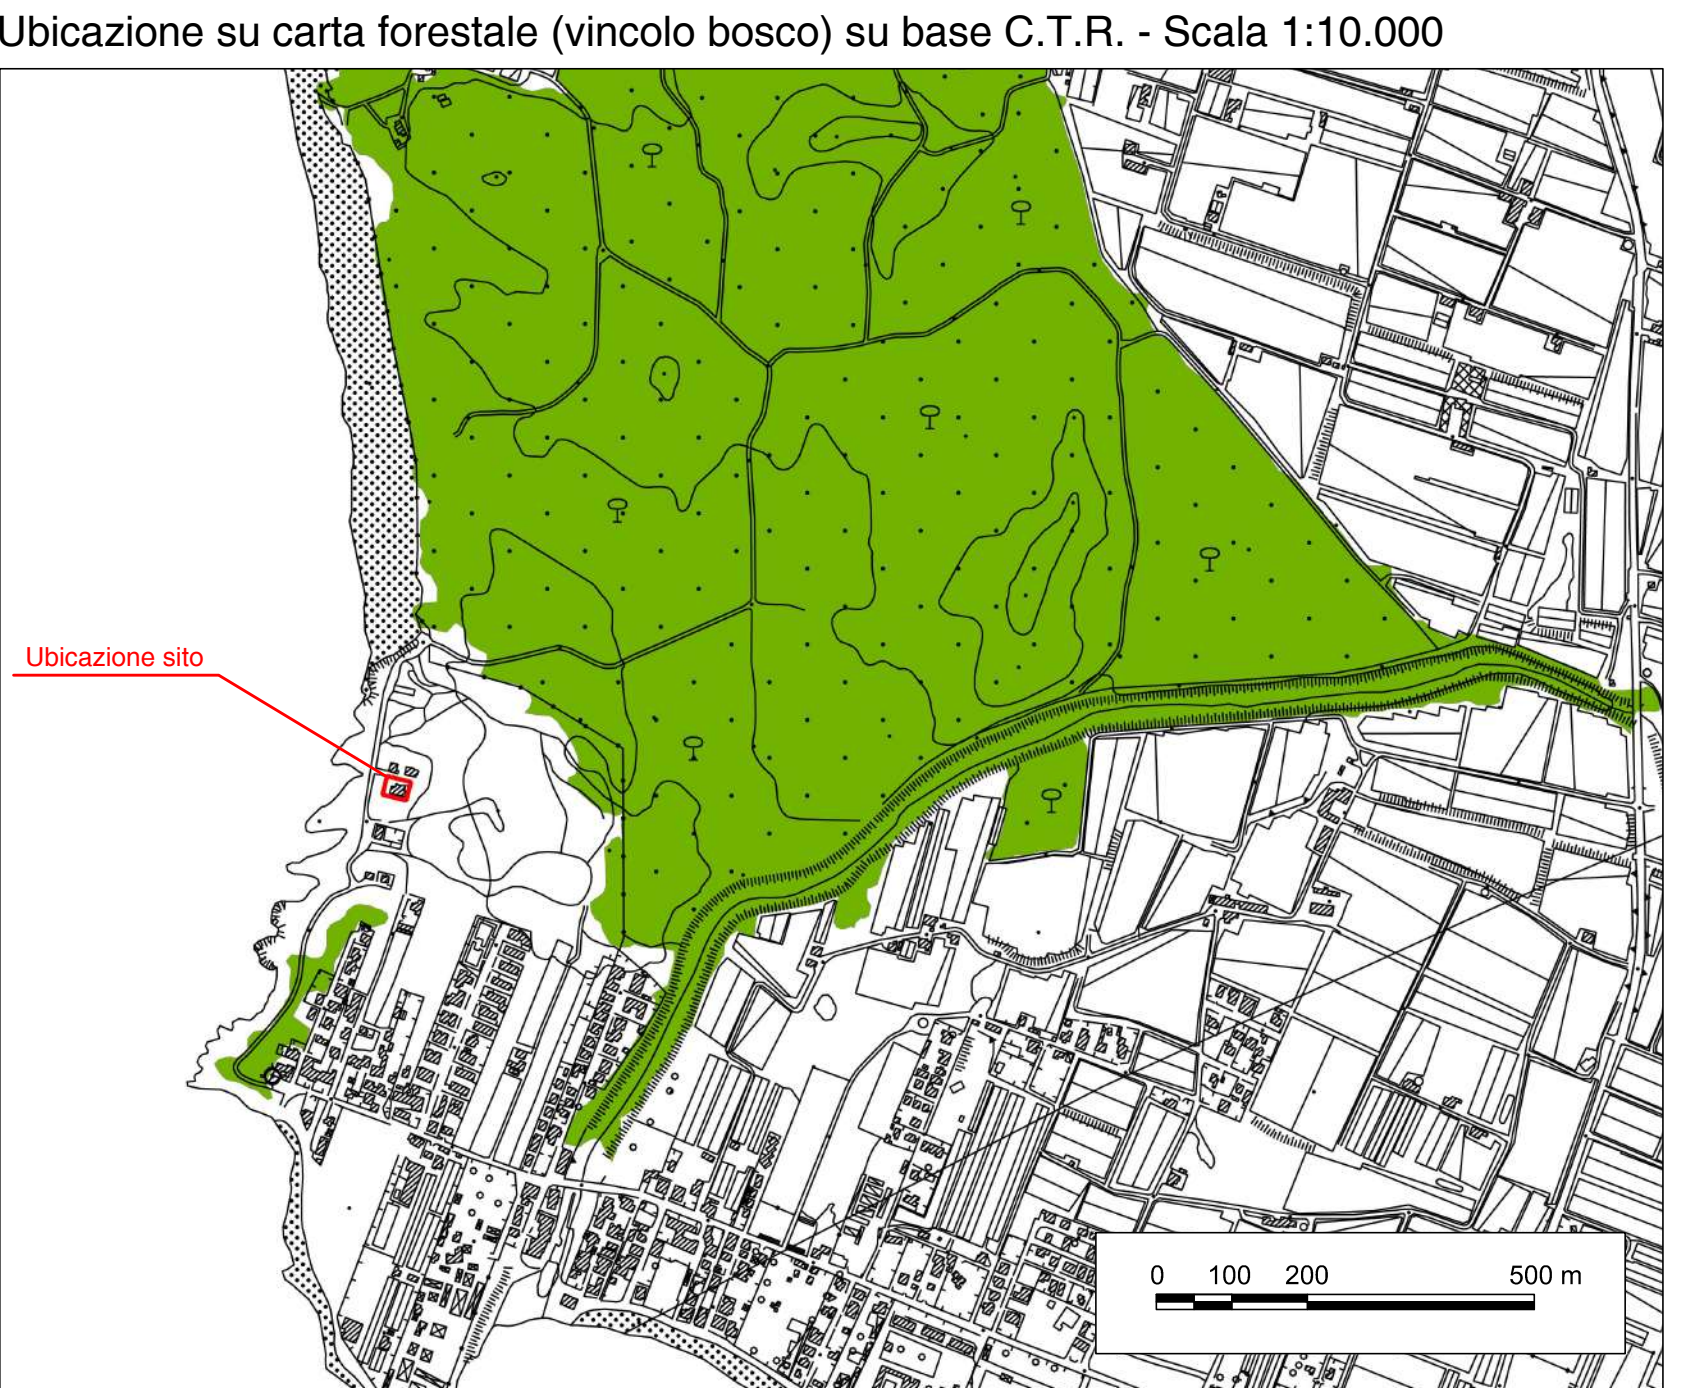 Ubicazione su carta forestale (vincolo bosco) su base C.T.R. - Scala 1:10.000
Ubicazione sito
0 100 200 500 m